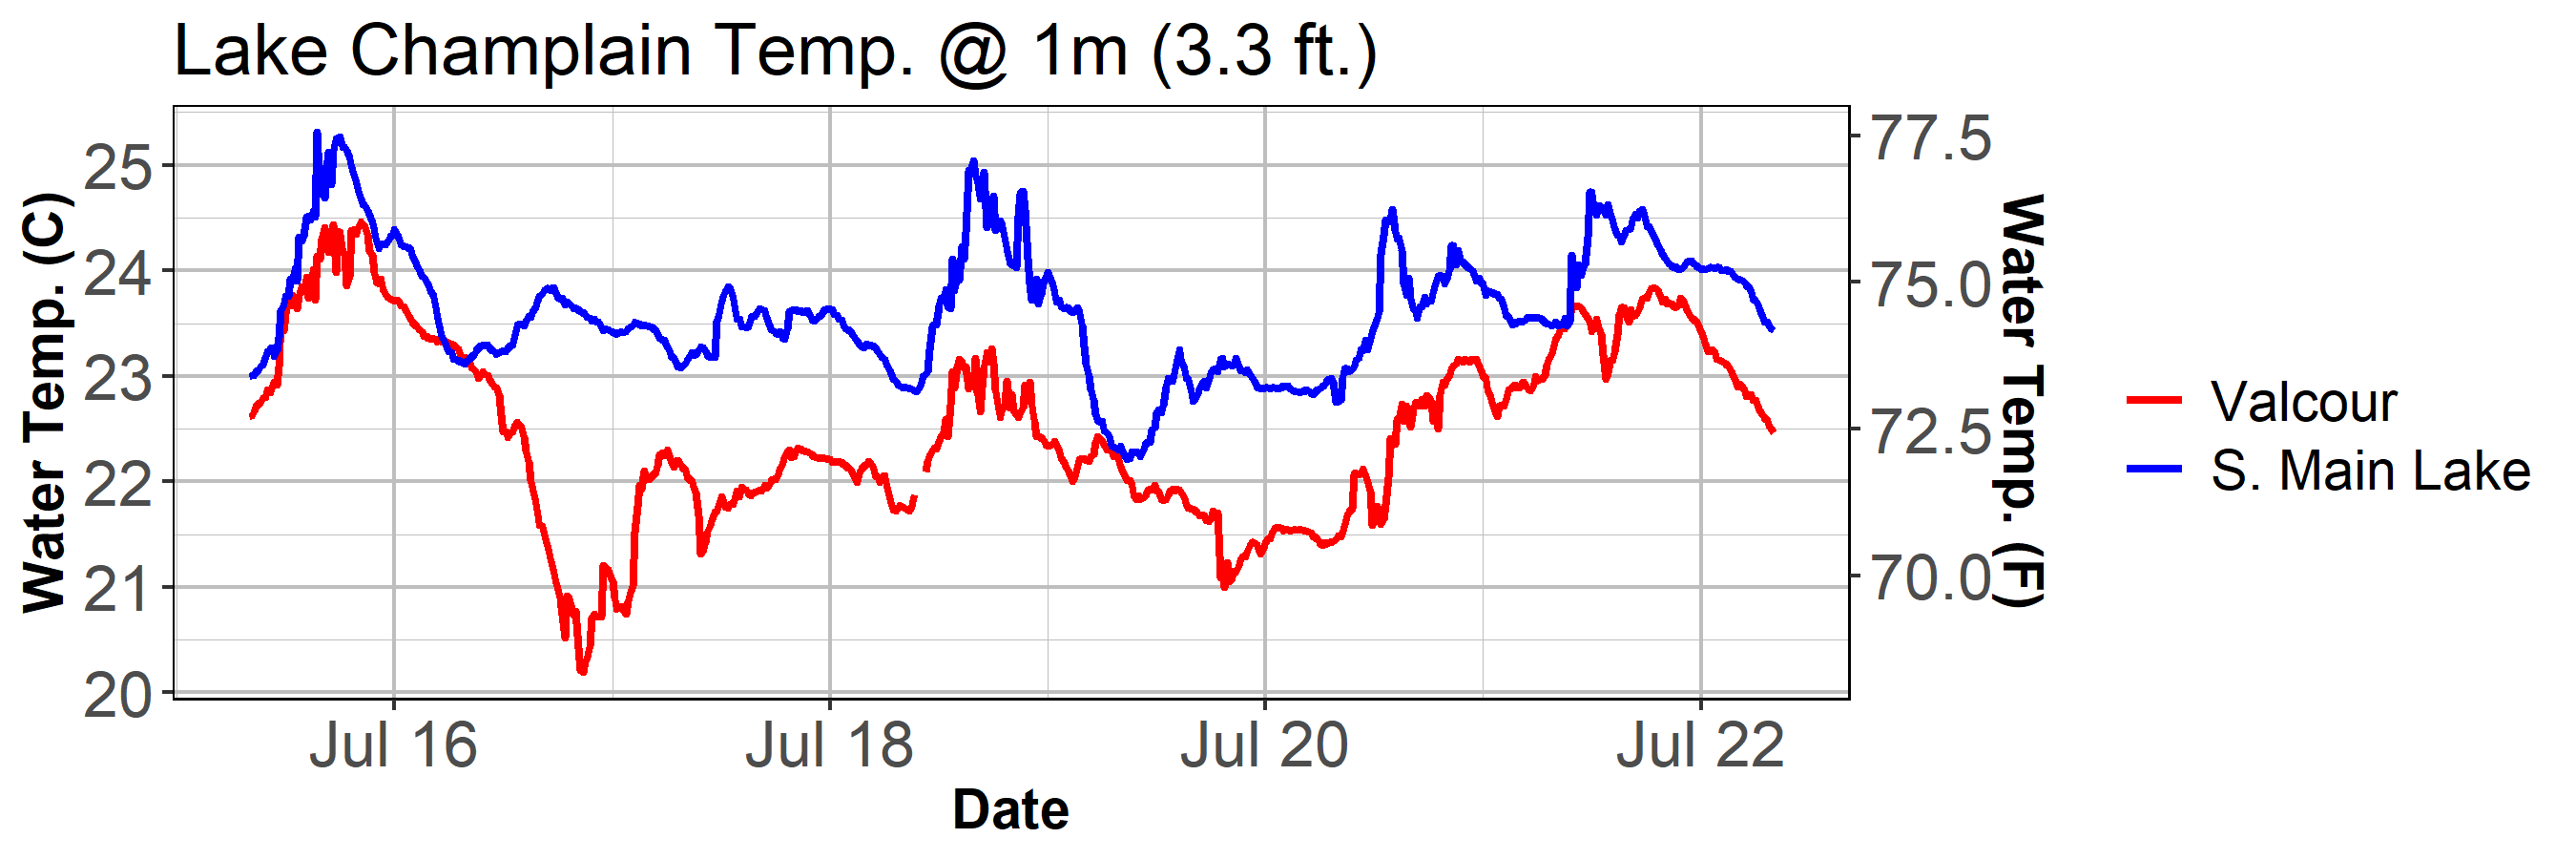 Lake Champlain Temp. @ 1m (3.3 ft.)
Water Temp. (C)
25
24
23
22
21
20
77.5
75.0
72.5
70.0
Water Temp. (F)
Jul 16
Jul 18
Jul 20
Jul 22
Date
Valcour
S. Main Lake